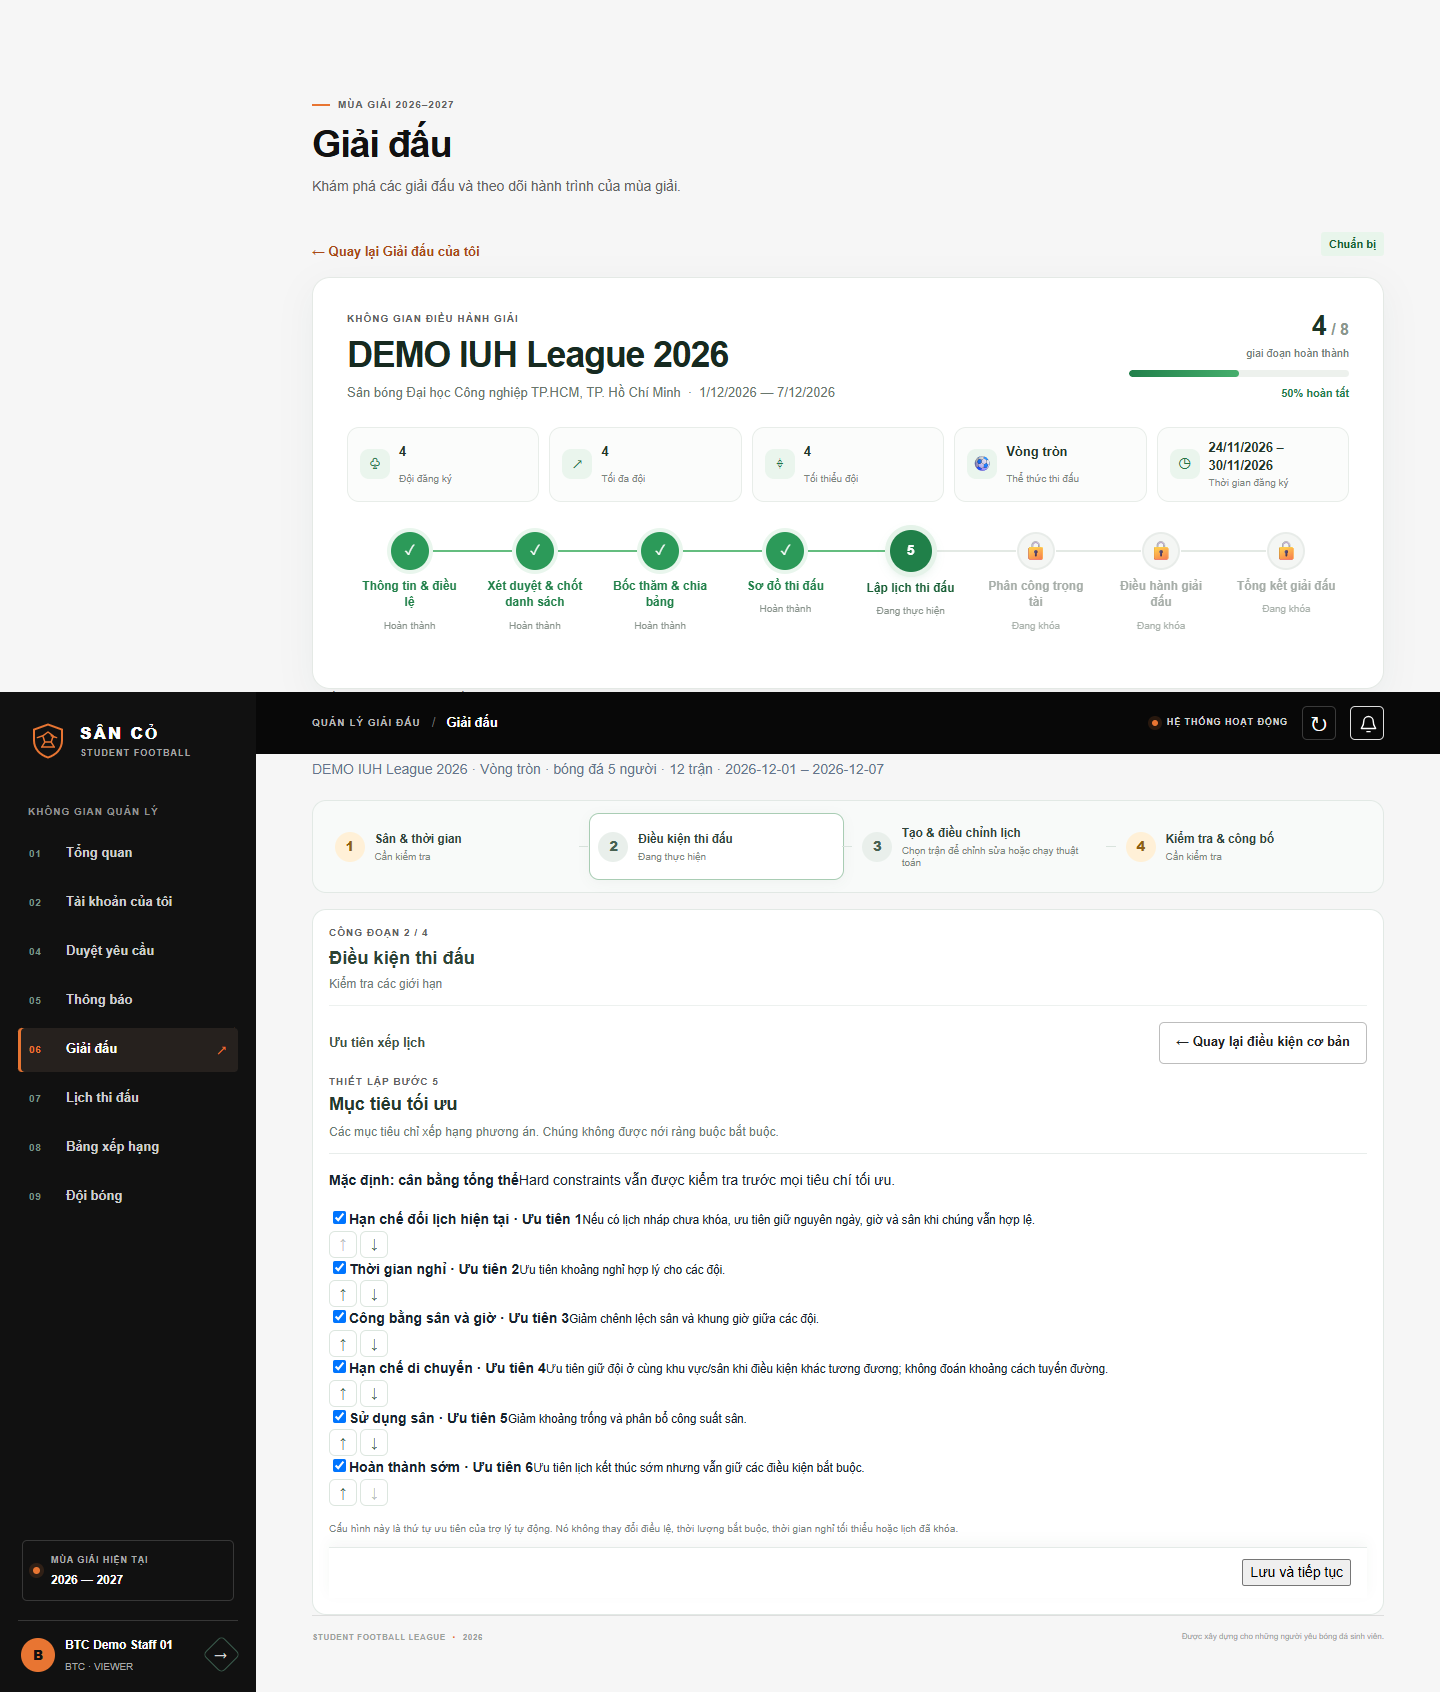 MÙA GIẢI 2026–2027
Giải đấu
Khám phá các giải đấu và theo dõi hành trình của mùa giải.
← Quay lại Giải đấu của tôi
Chuẩn bị
KHÔNG GIAN ĐIỀU HÀNH GIẢI
DEMO IUH League 2026
Sân bóng Đại học Công nghiệp TP.HCM, TP. Hồ Chí Minh · 1/12/2026 — 7/12/2026
4 / 8
giai đoạn hoàn thành
50% hoàn tất
4
Đội đăng ký
4
Tối đa đội
4
Tối thiểu đội
Vòng tròn
Thể thức thi đấu
24/11/2026 –
30/11/2026
Thời gian đăng ký
✓
Thông tin & điều
lệ
Hoàn thành
✓
Xét duyệt & chốt
danh sách
Hoàn thành
✓
Bốc thăm & chia
bảng
Hoàn thành
✓
Sơ đồ thi đấu
Hoàn thành
5
Lập lịch thi đấu
Đang thực hiện
Phân công trọng
tài
Đang khóa
Điều hành giải
đấu
Đang khóa
Tổng kết giải đấu
Đang khóa
SÂN CỎ
STUDENT FOOTBALL
KHÔNG GIAN QUẢN LÝ
01 Tổng quan
02 Tài khoản của tôi
04 Duyệt yêu cầu
05 Thông báo
06 Giải đấu ↗
07 Lịch thi đấu
08 Bảng xếp hạng
09 Đội bóng
MÙA GIẢI HIỆN TẠI
2026 — 2027
B
BTC Demo Staff 01
BTC · VIEWER
→
QUẢN LÝ GIẢI ĐẤU / Giải đấu
HỆ THỐNG HOẠT ĐỘNG
DEMO IUH League 2026 · Vòng tròn · bóng đá 5 người · 12 trận · 2026-12-01 – 2026-12-07
1
Sân & thời gian
Cần kiểm tra
2
Điều kiện thi đấu
Đang thực hiện
3
Tạo & điều chỉnh lịch
Chọn trận để chỉnh sửa hoặc chạy thuật
toán
4
Kiểm tra & công bố
Cần kiểm tra
CÔNG ĐOẠN 2 / 4
Điều kiện thi đấu
Kiểm tra các giới hạn
Ưu tiên xếp lịch
← Quay lại điều kiện cơ bản
THIẾT LẬP BƯỚC 5
Mục tiêu tối ưu
Các mục tiêu chỉ xếp hạng phương án. Chúng không được nới ràng buộc bắt buộc.
Mặc định: cân bằng tổng thểHard constraints vẫn được kiểm tra trước mọi tiêu chí tối ưu.
Hạn chế đổi lịch hiện tại · Ưu tiên 1Nếu có lịch nháp chưa khóa, ưu tiên giữ nguyên ngày, giờ và sân khi chúng vẫn hợp lệ.
↑ ↓
Thời gian nghỉ · Ưu tiên 2Ưu tiên khoảng nghỉ hợp lý cho các đội.
↑ ↓
Công bằng sân và giờ · Ưu tiên 3Giảm chênh lệch sân và khung giờ giữa các đội.
↑ ↓
Hạn chế di chuyển · Ưu tiên 4Ưu tiên giữ đội ở cùng khu vực/sân khi điều kiện khác tương đương; không đoán khoảng cách tuyến đường.
↑ ↓
Sử dụng sân · Ưu tiên 5Giảm khoảng trống và phân bổ công suất sân.
↑ ↓
Hoàn thành sớm · Ưu tiên 6Ưu tiên lịch kết thúc sớm nhưng vẫn giữ các điều kiện bắt buộc.
↑ ↓
Cấu hình này là thứ tự ưu tiên của trợ lý tự động. Nó không thay đổi điều lệ, thời lượng bắt buộc, thời gian nghỉ tối thiểu hoặc lịch đã khóa.
Lưu và tiếp tục
STUDENT FOOTBALL LEAGUE · 2026
Được xây dựng cho những người yêu bóng đá sinh viên.